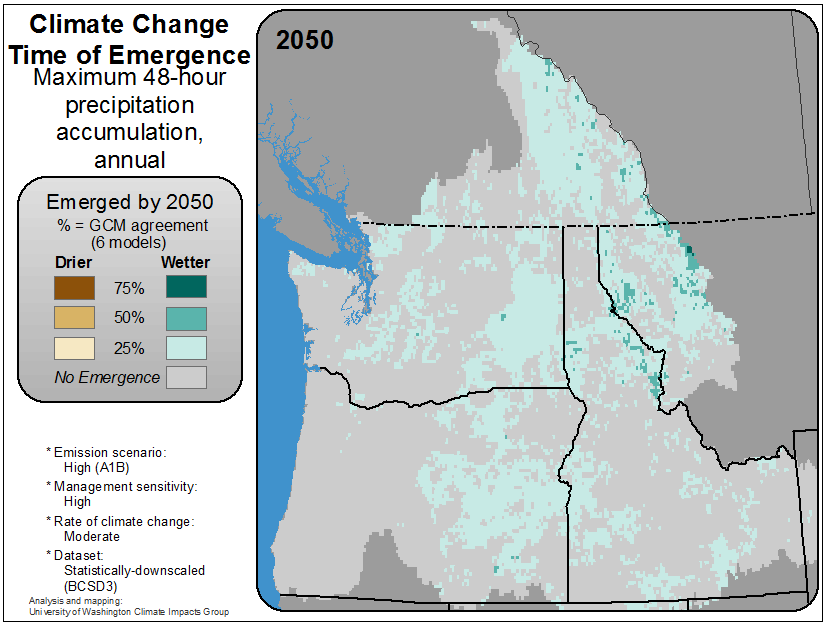 Climate Change
Time of Emergence
Maximum 48-hour
precipitation
accumulation,
annual
2050
Emerged by 2050
% = GCM agreement
(6 models)
Drier Wetter
75%
50%
25%
No Emergence
* Emission scenario:
High (A1B)
* Management sensitivity:
High
* Rate of climate change:
Moderate
* Dataset:
Statistically-downscaled
(BCSD3)
Analysis and mapping:
University of Washington Climate Impacts Group